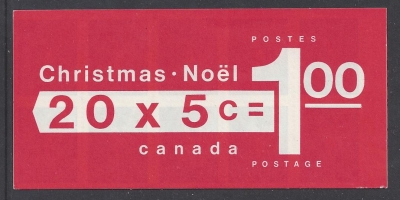 POSTES
Christmas · Noël
20 x 5c = 1.00
canada
POSTAGE